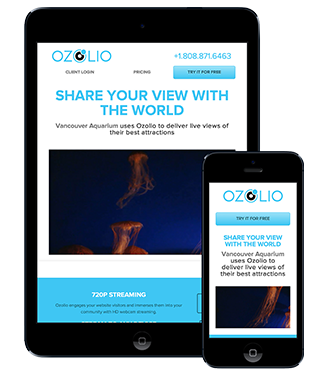 OZOLIO
+1.808.871.6463
CLIENT LOGIN PRICING TRY IT FOR FREE
SHARE YOUR VIEW WITH
THE WORLD
Vancouver Aquarium uses Ozolio to deliver live views of
their best attractions
720P STREAMING
Ozolio engages your website visitors and immerses them into your
community with HD webcam streaming.
OZOLIO
TRY IT FOR FREE
SHARE YOUR VIEW
WITH THE WORLD
Vancouver Aquarium
uses Ozolio to
deliver live views of
their best attractions